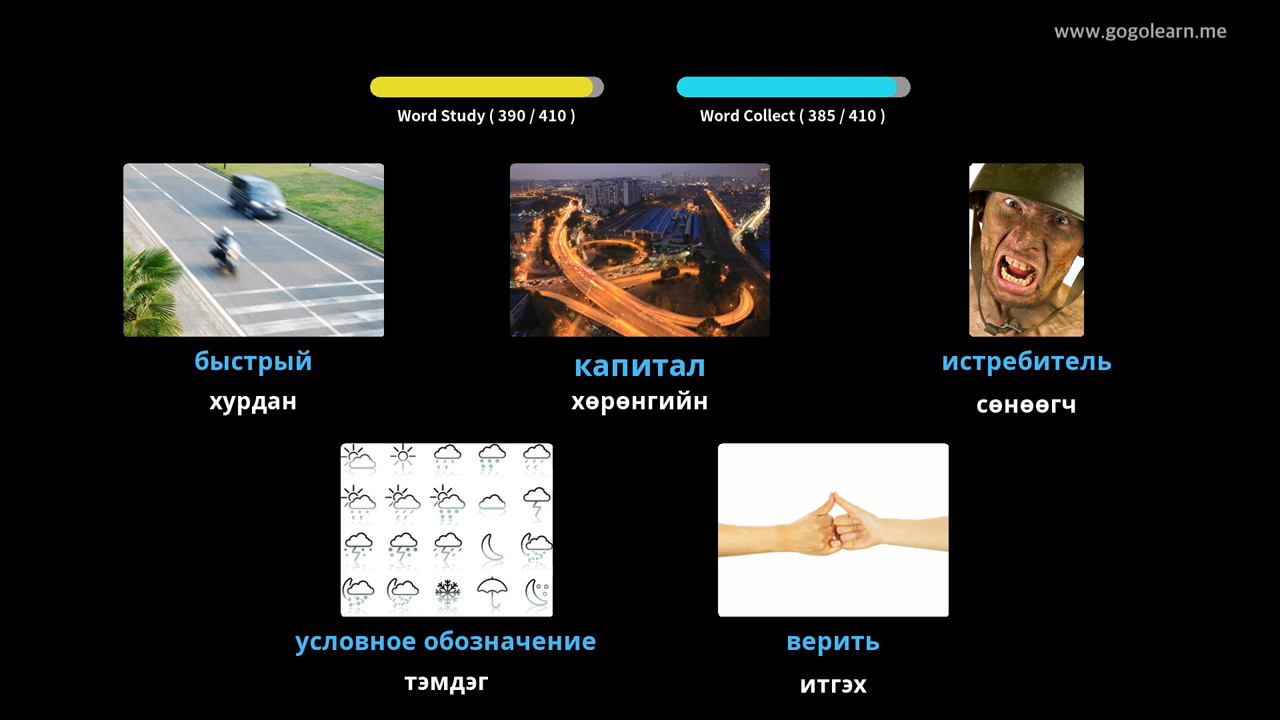 www.gogolearn.me
Word Study ( 390 / 410 )
Word Collect ( 385 / 410 )
быстрый
хурдан
капитал
хөрөнгийн
истребитель
сөнөөгч
условное обозначение
тэмдэг
верить
итгэх